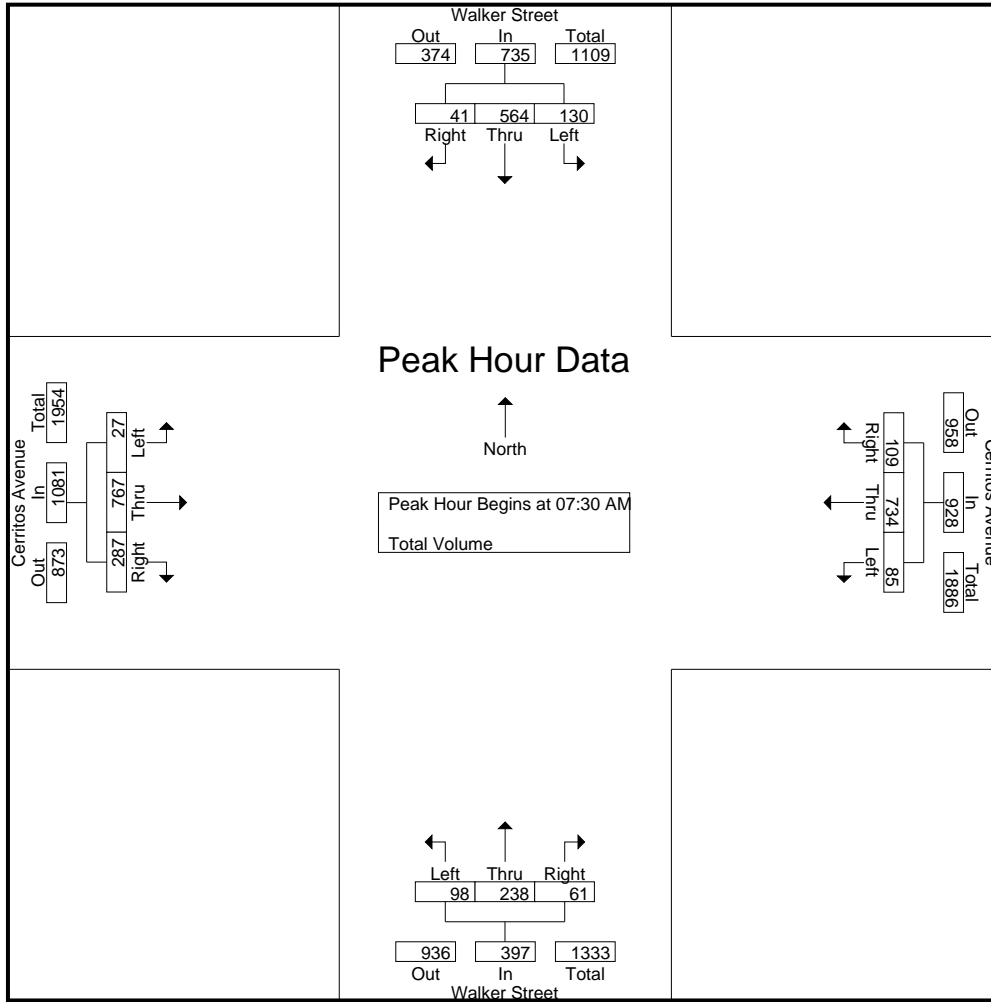 Walker Street
Out In Total
374 735 1109
41 564 130
Right Thru Left
Peak Hour Data
North
Peak Hour Begins at 07:30 AM
Total Volume
Cerritos Avenue
Out In Total
873 1081 1954
287 767 27
Right Thru Left
Cerritos Avenue
Out In Total
958 928 1886
109 734 85
Right Thru Left
Left Thru Right
98 238 61
936 397 1333
Out In Total
Walker Street